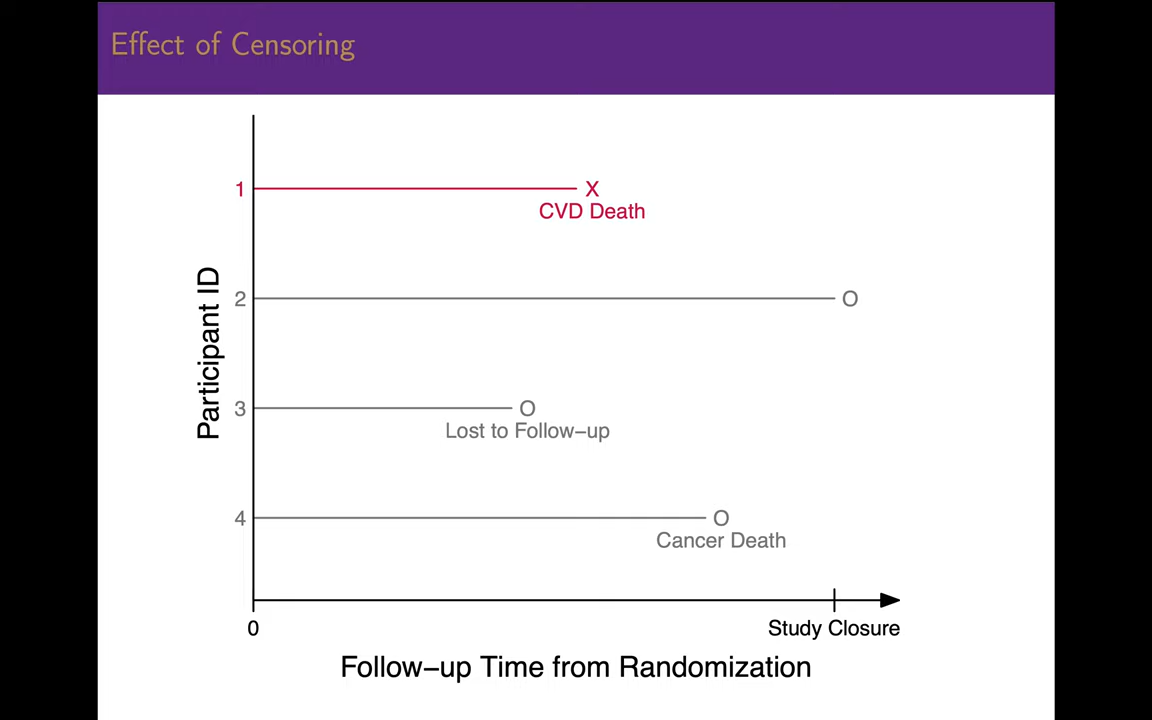 Effect of Censoring
1 X
CVD Death
2 O
Participant ID
3 O
Lost to Follow–up
4 O
Cancer Death
0 Study Closure
Follow–up Time from Randomization